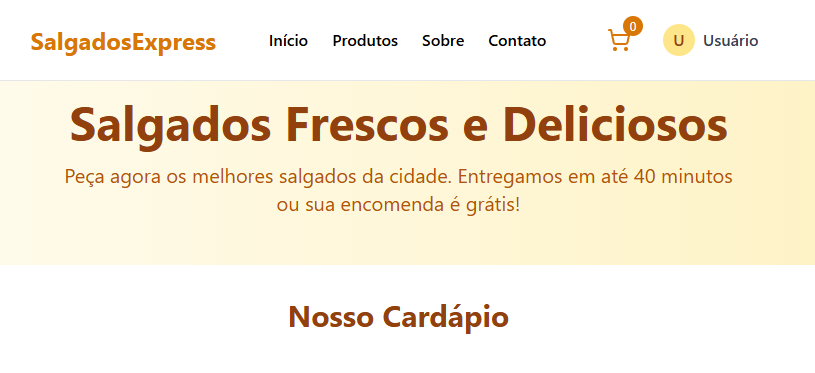 SalgadosExpress Início Produtos Sobre Contato 0 U Usuário
Salgados Frescos e Deliciosos
Peça agora os melhores salgados da cidade. Entregamos em até 40 minutos
ou sua encomenda é grátis!
Nosso Cardápio